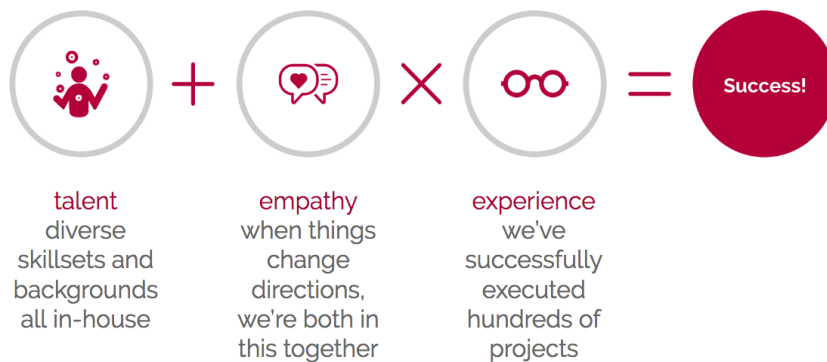 Success!
talent
diverse
skillsets and
backgrounds
all in-house
empathy
when things
change
directions,
we're both in
this together
experience
we've
successfully
executed
hundreds of
projects